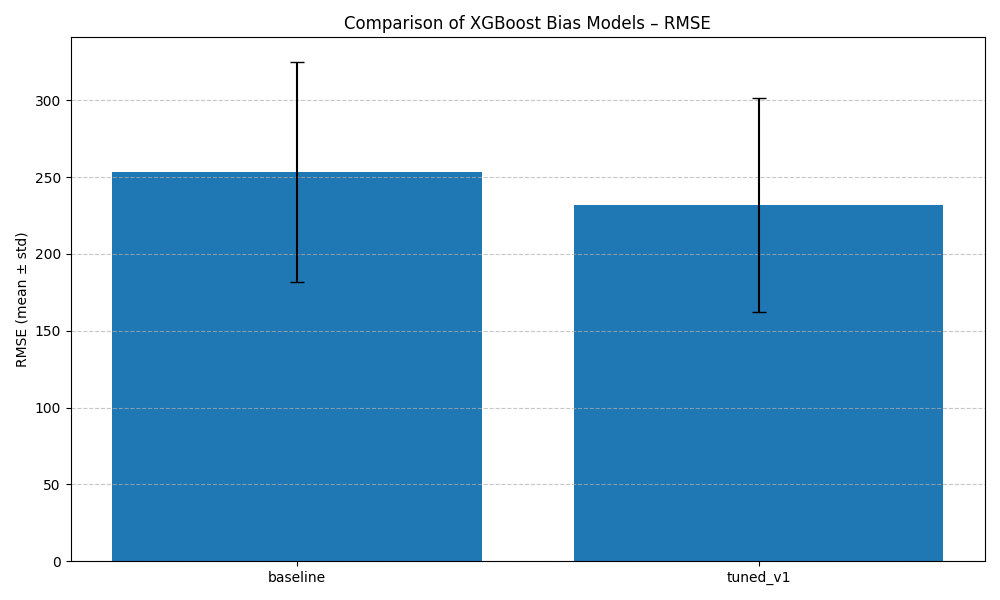 Comparison of XGBoost Bias Models – RMSE
RMSE (mean ± std)
300
250
200
150
100
50
0
baseline
tuned_v1